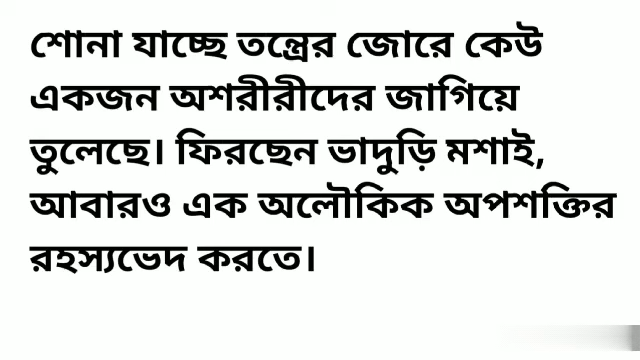 শোনা যাচ্ছে তন্ত্রের জোরে কেউ
একজন অশরীরীদের জাগিয়ে
তুলেছে। ফিরছেন ভাদুড়ি মশাই,
আবারও এক অলৌকিক অপশক্তির
রহস্যভেদ করতে।